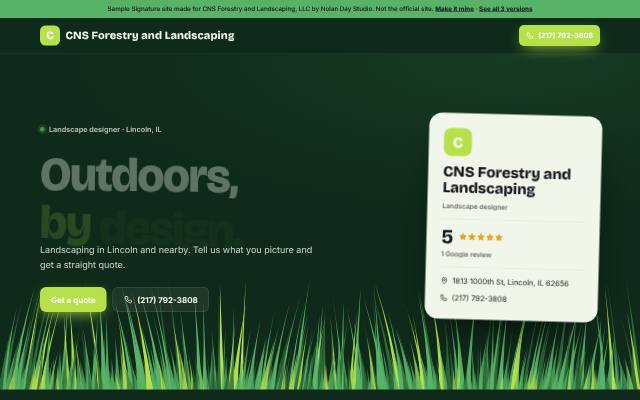 Sample Signature site made for CNS Forestry and Landscaping, LLC by Nolan Day Studio. Not the official site. Make it mine · See all 3 versions
C CNS Forestry and Landscaping
(217) 792-3808
Landscape designer · Lincoln, IL
Outdoors,
by design.
Landscaping in Lincoln and nearby. Tell us what you picture and
get a straight quote.
Get a quote
(217) 792-3808
C
CNS Forestry and
Landscaping
Landscape designer
5 ★★★★★
1 Google review
1813 1000th St, Lincoln, IL 62656
(217) 792-3808